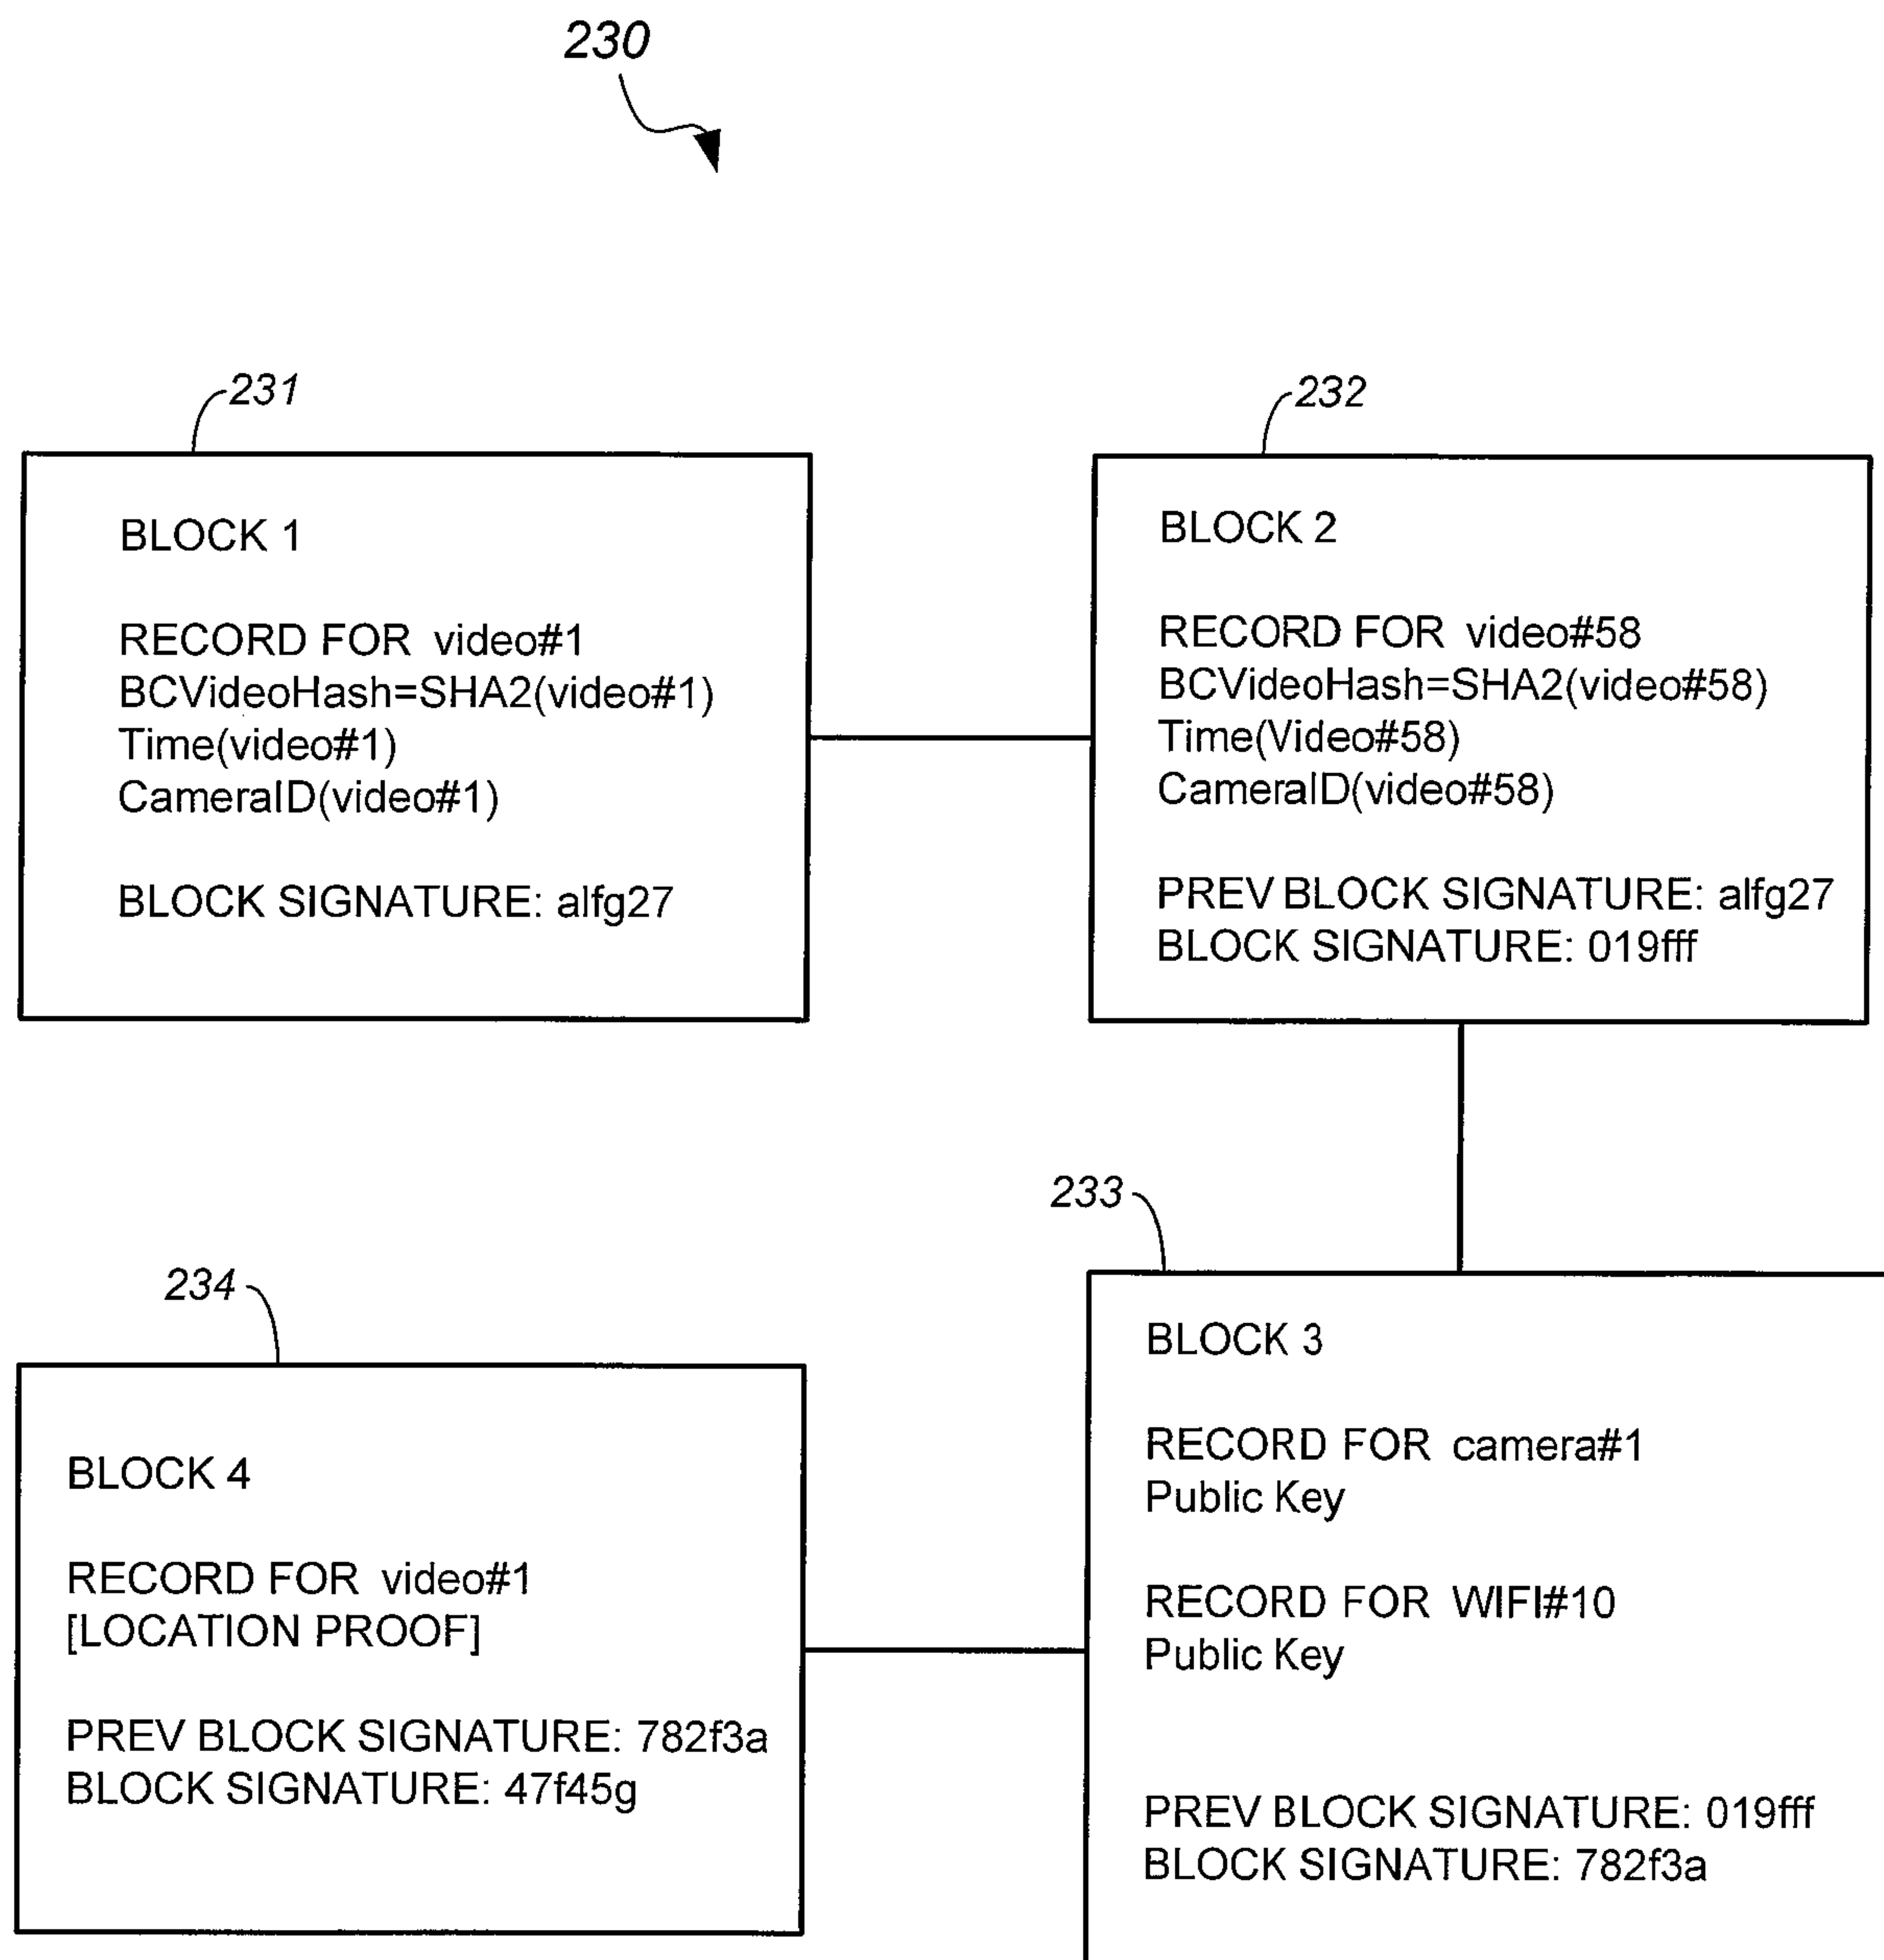 230
231
BLOCK 1
RECORD FOR video#1
BCVideoHash=SHA2(video#1)
Time(video#1)
CameraID(video#1)
BLOCK SIGNATURE: alfg27
232
BLOCK 2
RECORD FOR video#58
BCVideoHash=SHA2(video#58)
Time(Video#58)
CameraID(video#58)
PREV BLOCK SIGNATURE: alfg27
BLOCK SIGNATURE: 019fff
233
BLOCK 3
RECORD FOR camera#1
Public Key
RECORD FOR WIFI#10
Public Key
PREV BLOCK SIGNATURE: 019fff
BLOCK SIGNATURE: 782f3a
234
BLOCK 4
RECORD FOR video#1
[LOCATION PROOF]
PREV BLOCK SIGNATURE: 782f3a
BLOCK SIGNATURE: 47f45g